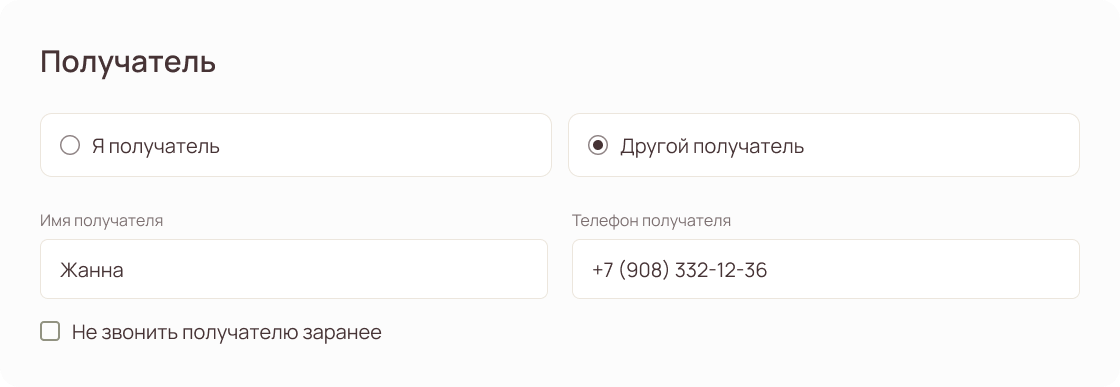 Получатель
Я получатель
Другой получатель
Имя получателя
Телефон получателя
Жанна
+7 (908) 332-12-36
Не звонить получателю заранее